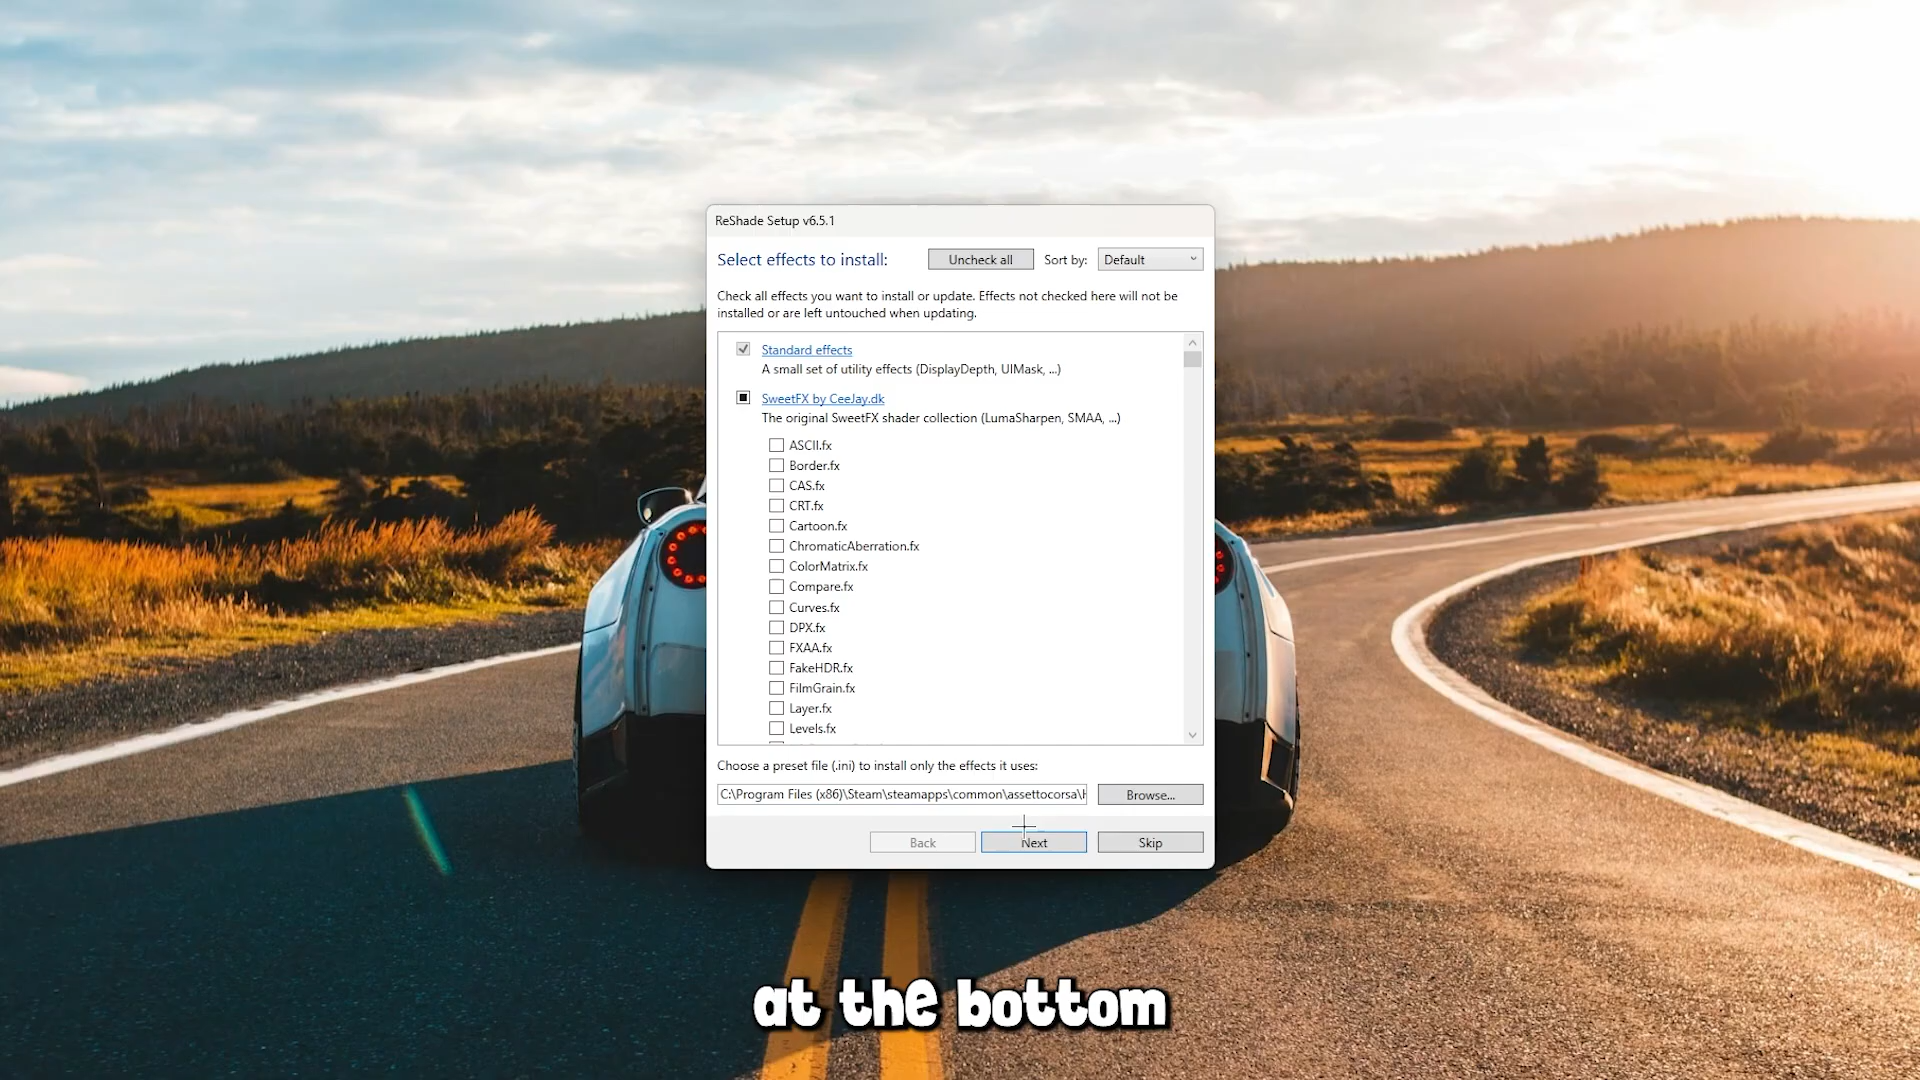 ReShade Setup v6.5.1
Select effects to install:
Uncheck all
Sort by:
Default
Check all effects you want to install or update. Effects not checked here will not be
installed or are left untouched when updating.
Standard effects
A small set of utility effects (DisplayDepth, UIMask, ...)
SweetFX by CeeJay.dk
The original SweetFX shader collection (LumaSharpen, SMAA, ...)
ASCII.fx
Border.fx
CAS.fx
CRT.fx
Cartoon.fx
ChromaticAberration.fx
ColorMatrix.fx
Compare.fx
Curves.fx
DPX.fx
FXAA.fx
FakeHDR.fx
FilmGrain.fx
Layer.fx
Levels.fx
Choose a preset file (.ini) to install only the effects it uses:
C:\Program Files (x86)\Steam\steamapps\common\assettocorsa\
Browse...
Back
Next
Skip
at the bottom